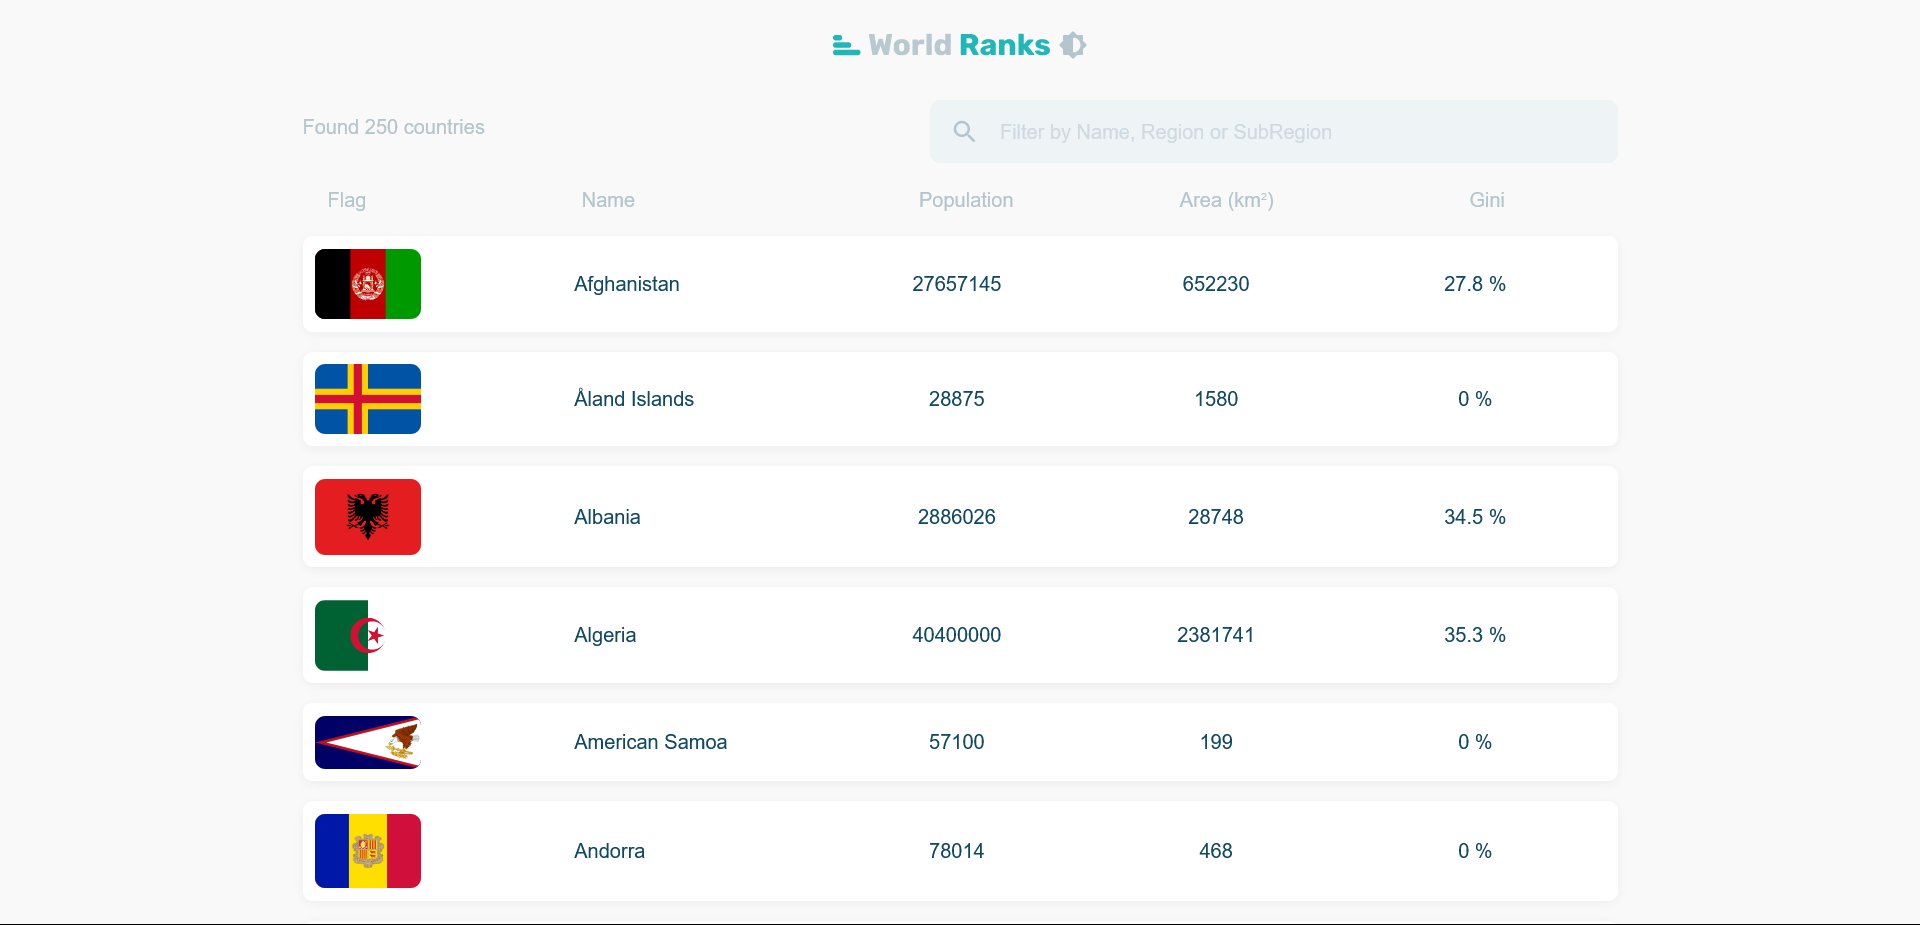 World Ranks
Found 250 countries
Filter by Name, Region or SubRegion
Flag Name Population Area (km²) Gini
Afghanistan 27657145 652230 27.8 %
Åland Islands 28875 1580 0 %
Albania 2886026 28748 34.5 %
Algeria 40400000 2381741 35.3 %
American Samoa 57100 199 0 %
Andorra 78014 468 0 %